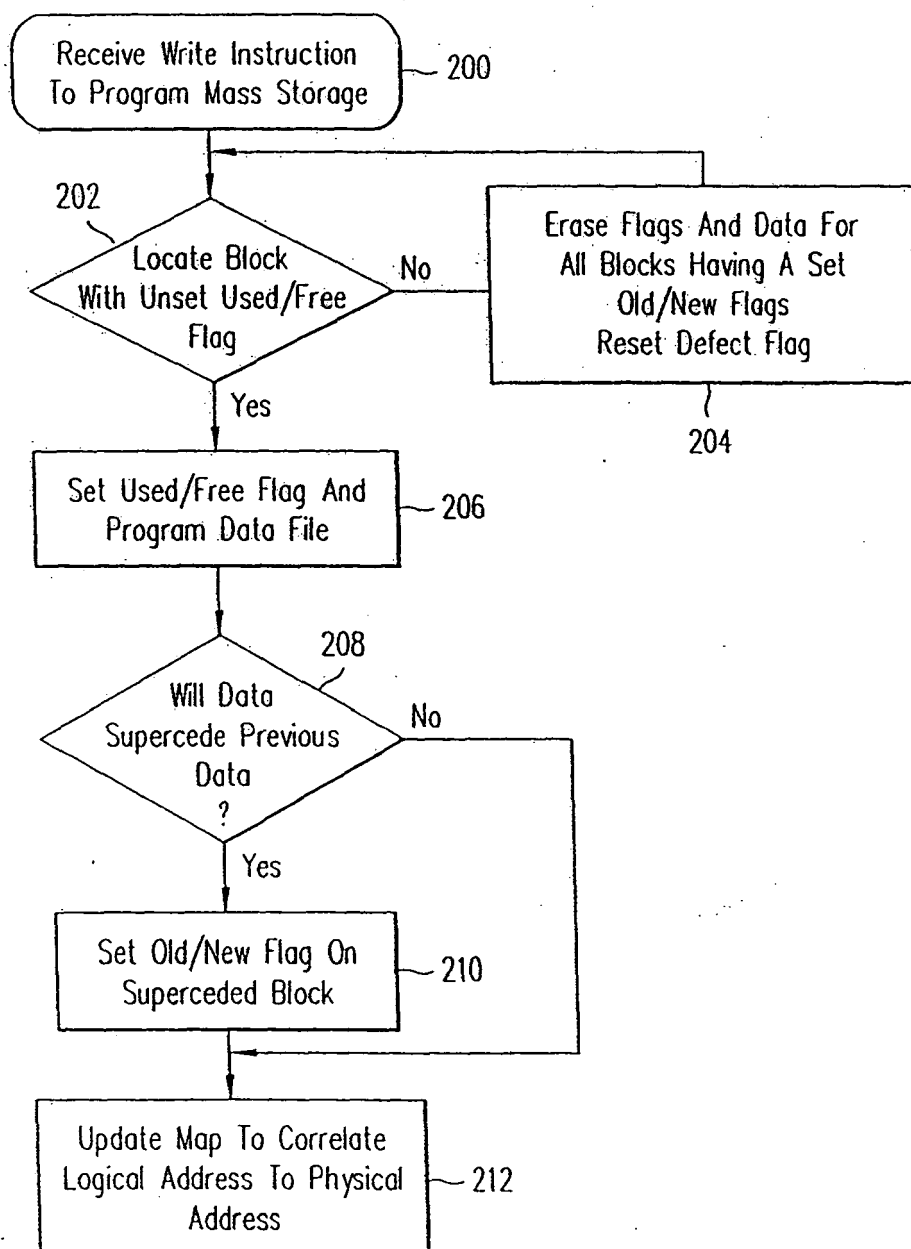 Receive Write Instruction
To Program Mass Storage
200
202
Locate Block
With Unset Used/Free
Flag
No
Erase Flags And Data For
All Blocks Having A Set
Old/New Flags
Reset Defect Flag
204
Yes
Set Used/Free Flag And
Program Data File
206
208
Will Data
Supercede Previous
Data
?
No
Yes
Set Old/New Flag On
Superceded Block
210
Update Map To Correlate
Logical Address To Physical
Address
212